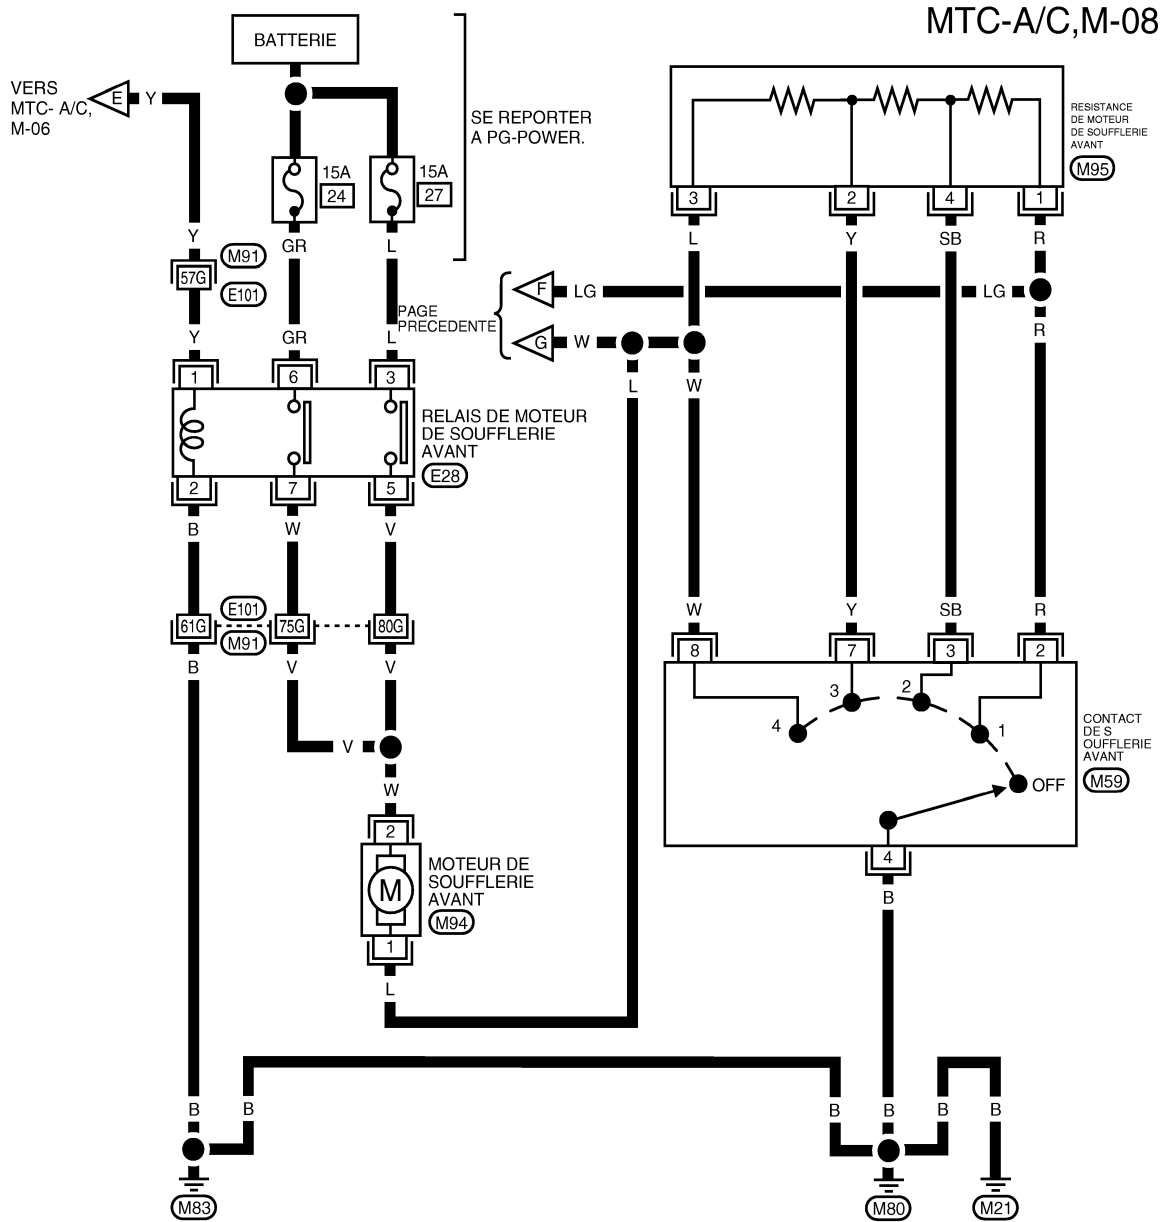 MTC-A/C,M-08
BATTERIE
VERS
MTC- A/C,
M-06
E
Y
SE REPORTER
A PG-POWER.
15A
24
15A
27
RESISTANCE
DE MOTEUR
DE SOUFFLERIE
AVANT
M95
3
2
4
1
Y
GR
L
L
Y
SB
R
M91
57G
E101
F
LG
LG
PAGE
PRECEDENTE
G
W
Y
GR
L
R
L
W
1
6
3
RELAIS DE MOTEUR
DE SOUFFLERIE
AVANT
E28
2
7
5
B
W
V
E101
61G
75G
80G
M91
W
Y
SB
R
8
7
3
2
B
V
V
4
3
2
1
OFF
CONTACT
DE S
OUFFLERIE
AVANT
M59
V
W
2
M
MOTEUR DE
SOUFFLERIE
AVANT
M94
1
4
B
L
B
B
B
B
B
B
M83
M80
M21